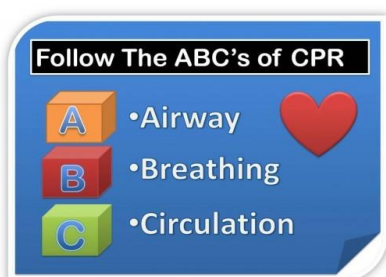 Follow The ABC's of CPR
A •Airway
B •Breathing
C •Circulation